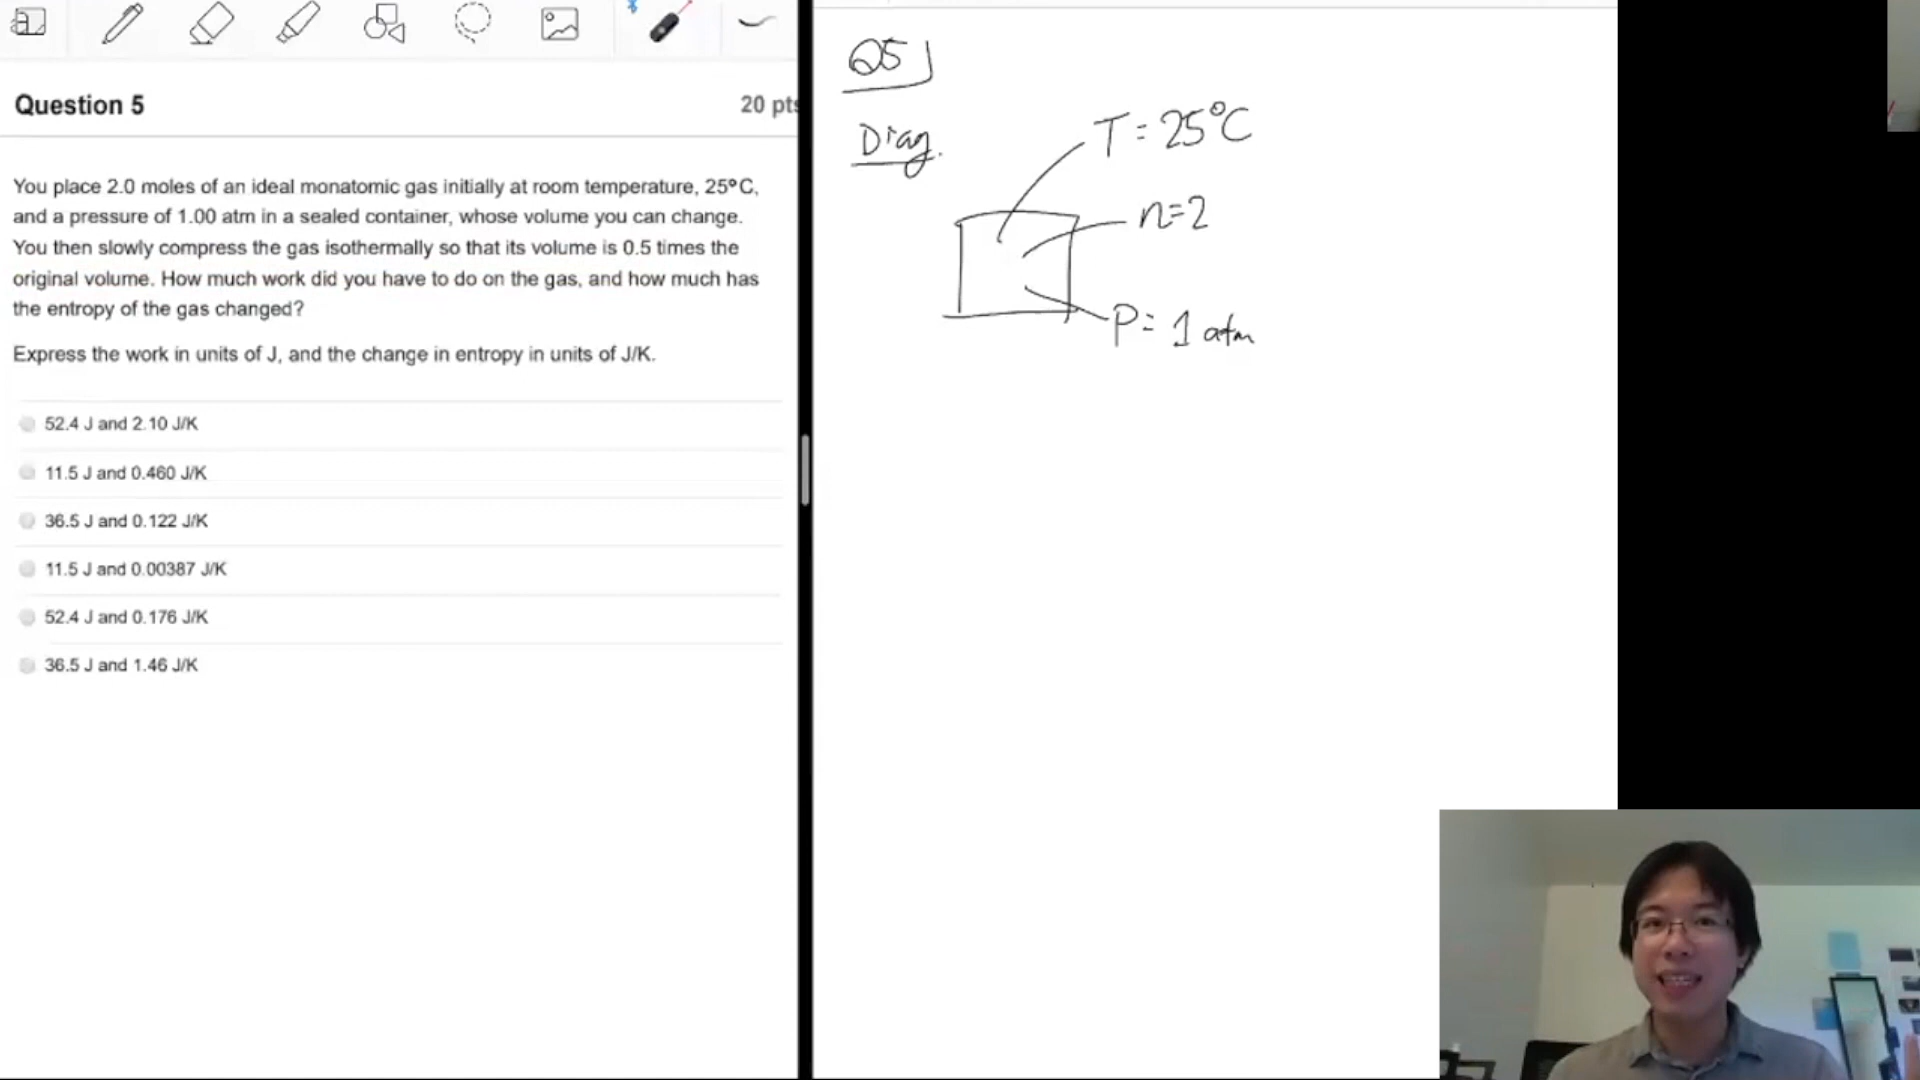 Question 5
20 pts
You place 2.0 moles of an ideal monatomic gas initially at room temperature, 25°C,
and a pressure of 1.00 atm in a sealed container, whose volume you can change.
You then slowly compress the gas isothermally so that its volume is 0.5 times the
original volume. How much work did you have to do on the gas, and how much has
the entropy of the gas changed?
Express the work in units of J, and the change in entropy in units of J/K.
52.4 J and 2.10 J/K
11.5 J and 0.460 J/K
36.5 J and 0.122 J/K
11.5 J and 0.00387 J/K
52.4 J and 0.176 J/K
36.5 J and 1.46 J/K
Q5
Diag.
T = 25°C
n=2
P= 1 atm